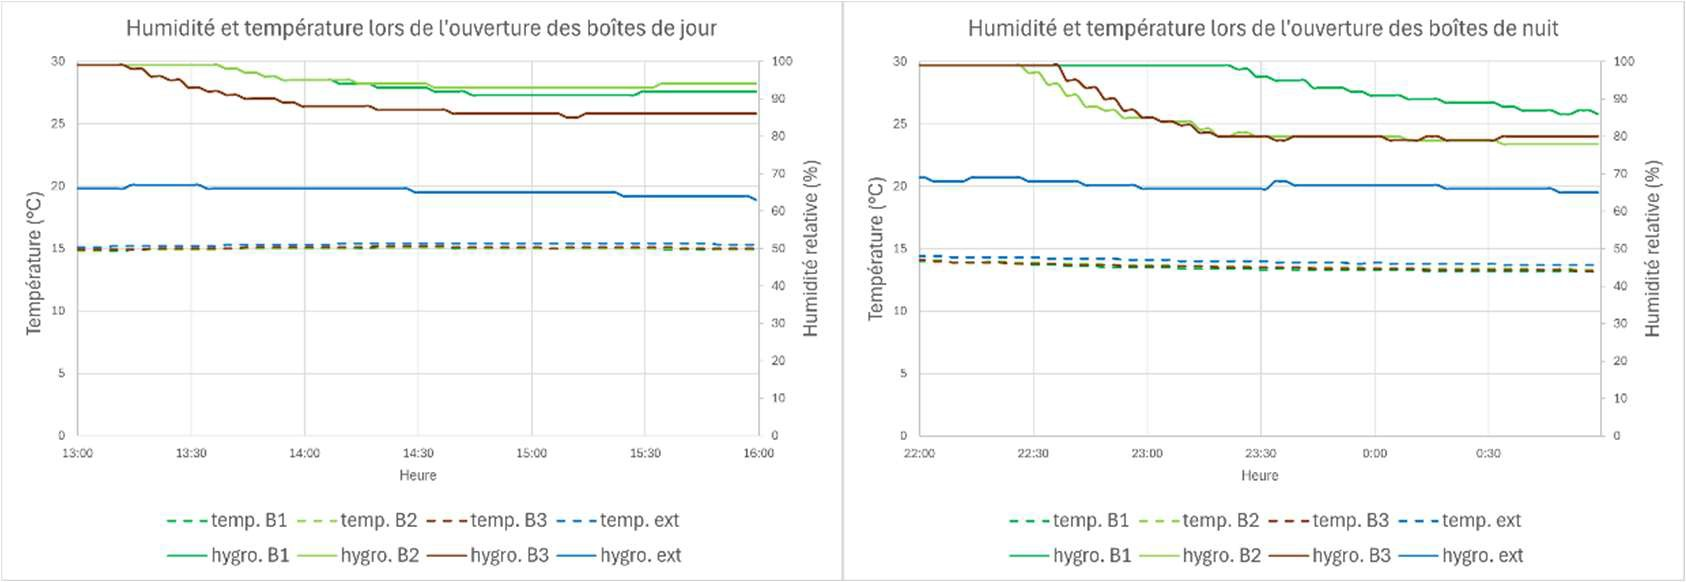 Humidité et température lors de l'ouverture des boîtes de jour
30
25
20
15
10
5
0
Température (°C)
100
90
80
70
60
50
40
30
20
10
0
Humidité relative (%)
13:00 13:30 14:00 14:30 15:00 15:30 16:00
Heure
temp. B1 temp. B2 temp. B3 temp. ext
hygro. B1 hygro. B2 hygro. B3 hygro. ext
Humidité et température lors de l'ouverture des boîtes de nuit
30
25
20
15
10
5
0
Température (°C)
100
90
80
70
60
50
40
30
20
10
0
Humidité relative (%)
22:00 22:30 23:00 23:30 0:00 0:30
Heure
temp. B1 temp. B2 temp. B3 temp. ext
hygro. B1 hygro. B2 hygro. B3 hygro. ext